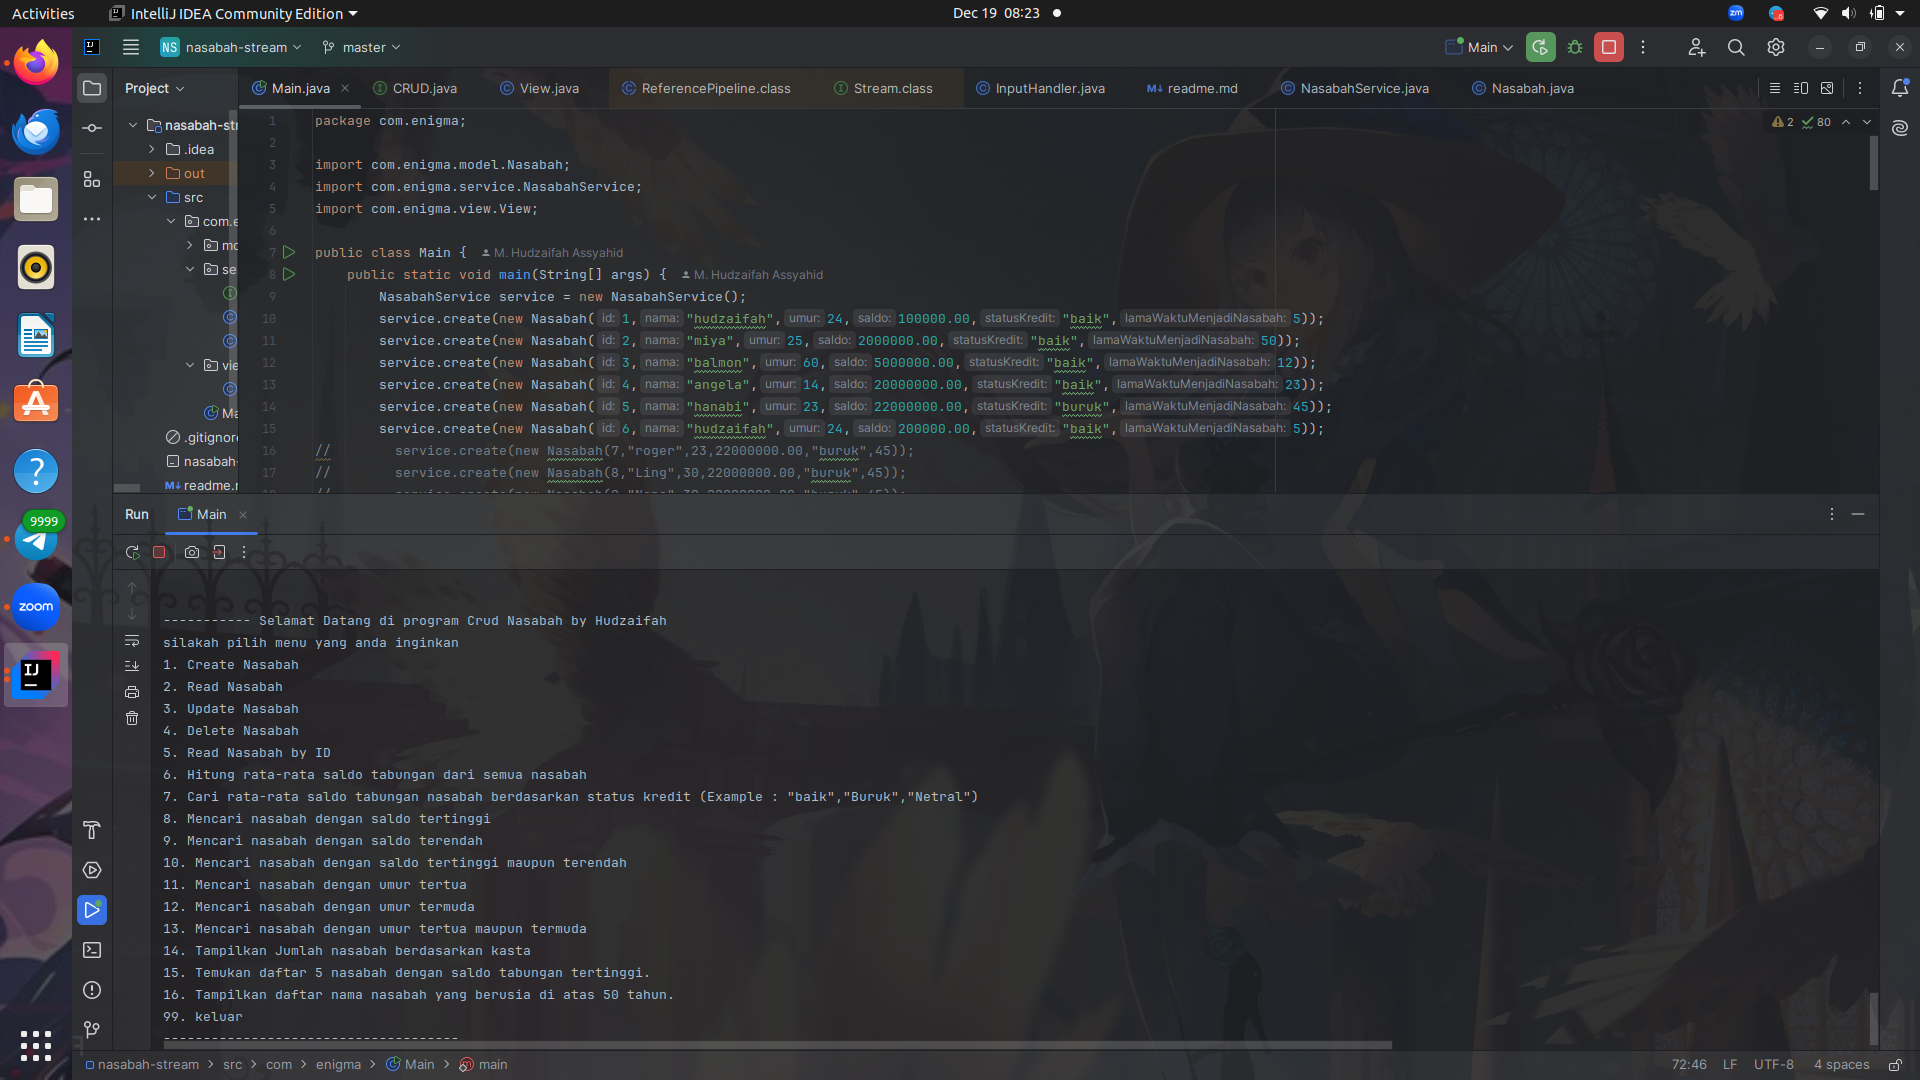 Activities
IntelliJ IDEA Community Edition
Dec 19 08:23
zm
NS nasabah-stream
master
Main
Project
Main.java
CRUD.java
View.java
ReferencePipeline.class
Stream.class
InputHandler.java
readme.md
NasabahService.java
Nasabah.java
2
80
nasabah-str
.idea
out
src
com.e
mo
se
vie
Ma
.gitignore
nasabah-
readme.r
1 package com.enigma;
2
3 import com.enigma.model.Nasabah;
4 import com.enigma.service.NasabahService;
5 import com.enigma.view.View;
6
7 public class Main { M. Hudzaifah Assyahid
8 public static void main(String[] args) { M. Hudzaifah Assyahid
9 NasabahService service = new NasabahService();
10 service.create(new Nasabah( id: 1, nama: "hudzaifah", umur: 24, saldo: 100000.00, statusKredit: "baik", lamaWaktuMenjadiNasabah: 5));
11 service.create(new Nasabah( id: 2, nama: "miya", umur: 25, saldo: 2000000.00, statusKredit: "baik", lamaWaktuMenjadiNasabah: 50));
12 service.create(new Nasabah( id: 3, nama: "balmon", umur: 60, saldo: 5000000.00, statusKredit: "baik", lamaWaktuMenjadiNasabah: 12));
13 service.create(new Nasabah( id: 4, nama: "angela", umur: 14, saldo: 20000000.00, statusKredit: "baik", lamaWaktuMenjadiNasabah: 23));
14 service.create(new Nasabah( id: 5, nama: "hanabi", umur: 23, saldo: 22000000.00, statusKredit: "buruk", lamaWaktuMenjadiNasabah: 45));
15 service.create(new Nasabah( id: 6, nama: "hudzaifah", umur: 24, saldo: 200000.00, statusKredit: "baik", lamaWaktuMenjadiNasabah: 5));
16 // service.create(new Nasabah(7,"roger",23,22000000.00,"buruk",45));
17 // service.create(new Nasabah(8,"Ling",30,22000000.00,"buruk",45));
Run
Main
----------- Selamat Datang di program Crud Nasabah by Hudzaifah
silakah pilih menu yang anda inginkan
1. Create Nasabah
2. Read Nasabah
3. Update Nasabah
4. Delete Nasabah
5. Read Nasabah by ID
6. Hitung rata-rata saldo tabungan dari semua nasabah
7. Cari rata-rata saldo tabungan nasabah berdasarkan status kredit (Example : "baik","Buruk","Netral")
8. Mencari nasabah dengan saldo tertinggi
9. Mencari nasabah dengan saldo terendah
10. Mencari nasabah dengan saldo tertinggi maupun terendah
11. Mencari nasabah dengan umur tertua
12. Mencari nasabah dengan umur termuda
13. Mencari nasabah dengan umur tertua maupun termuda
14. Tampilkan Jumlah nasabah berdasarkan kasta
15. Temukan daftar 5 nasabah dengan saldo tabungan tertinggi.
16. Tampilkan daftar nama nasabah yang berusia di atas 50 tahun.
99. keluar
-------------------------------------
9999
zoom
IJ
nasabah-stream > src > com > enigma > Main > main
72:46 LF UTF-8 4 spaces